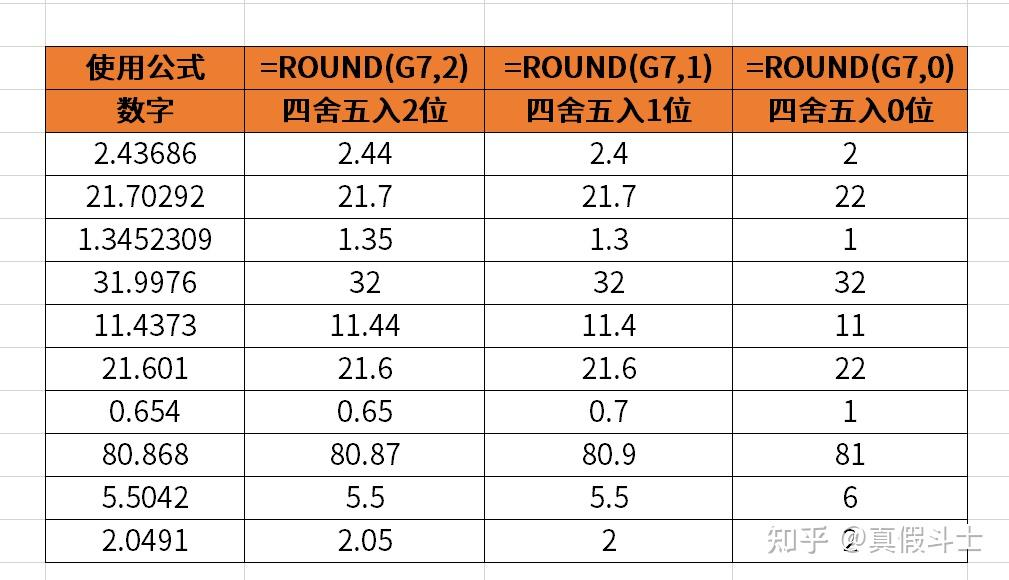 使用公式 =ROUND(G7,2) =ROUND(G7,1) =ROUND(G7,0)
数字 四舍五入2位 四舍五入1位 四舍五入0位
2.43686 2.44 2.4 2
21.70292 21.7 21.7 22
1.3452309 1.35 1.3 1
31.9976 32 32 32
11.4373 11.44 11.4 11
21.601 21.6 21.6 22
0.654 0.65 0.7 1
80.868 80.87 80.9 81
5.5042 5.5 5.5 6
2.0491 2.05 2 2
知乎 @真假斗士